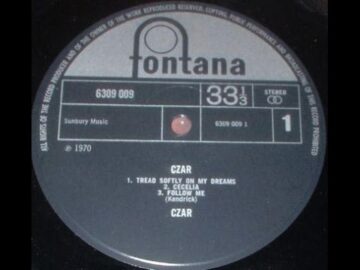 ALL RIGHTS OF THE RECORD PRODUCER AND OF THE OWNER OF THE WORK REPRODUCED RESERVED. COPYING, PUBLIC PERFORMANCE AND BROADCASTING OF THIS RECORD PROHIBITED
fontana
6309 009
33 1/3
STEREO
Sunbury Music
6309 009 1
1
℗ 1970
CZAR
1. TREAD SOFTLY ON MY DREAMS
2. CECELIA
3. FOLLOW ME
(Kendrick)
CZAR